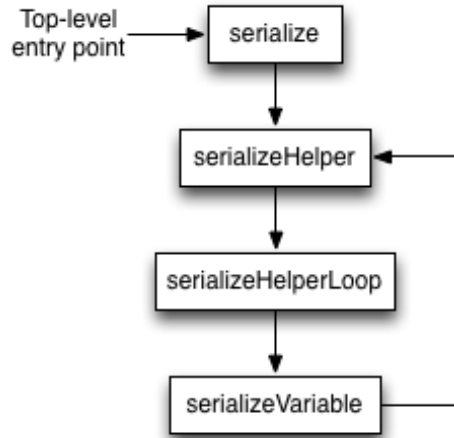 Top-level
entry point
serialize
serializeHelper
serializeHelperLoop
serializeVariable